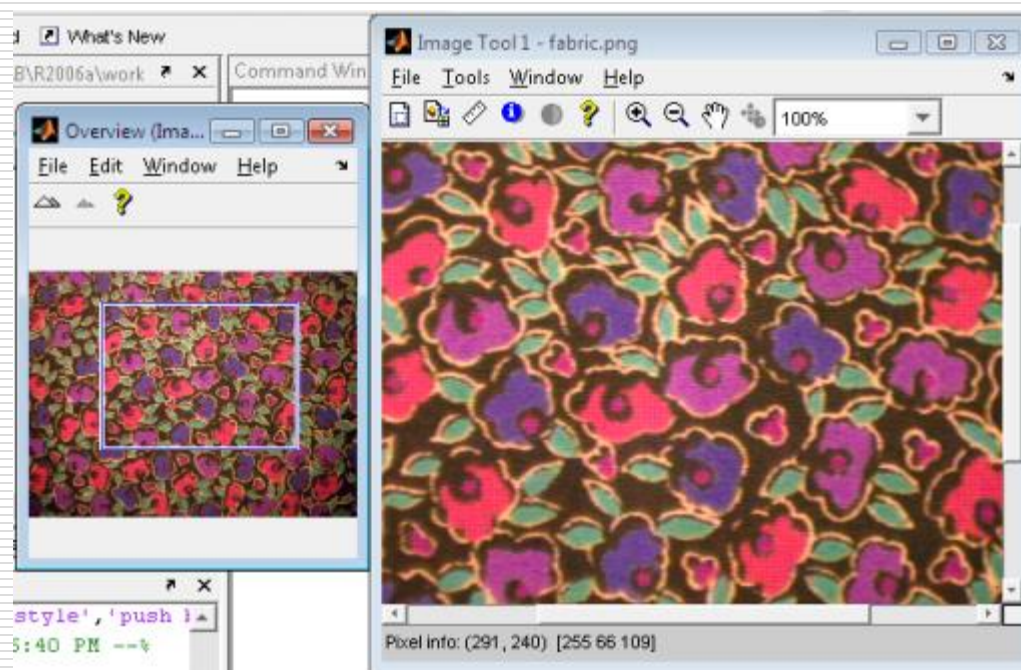 What's New
B\R2006a\work
Command Win
Overview (Ima...
File Edit Window Help
Image Tool 1 - fabric.png
File Tools Window Help
100%
Pixel info: (291, 240) [255 66 109]
style','push
5:40 PM --%